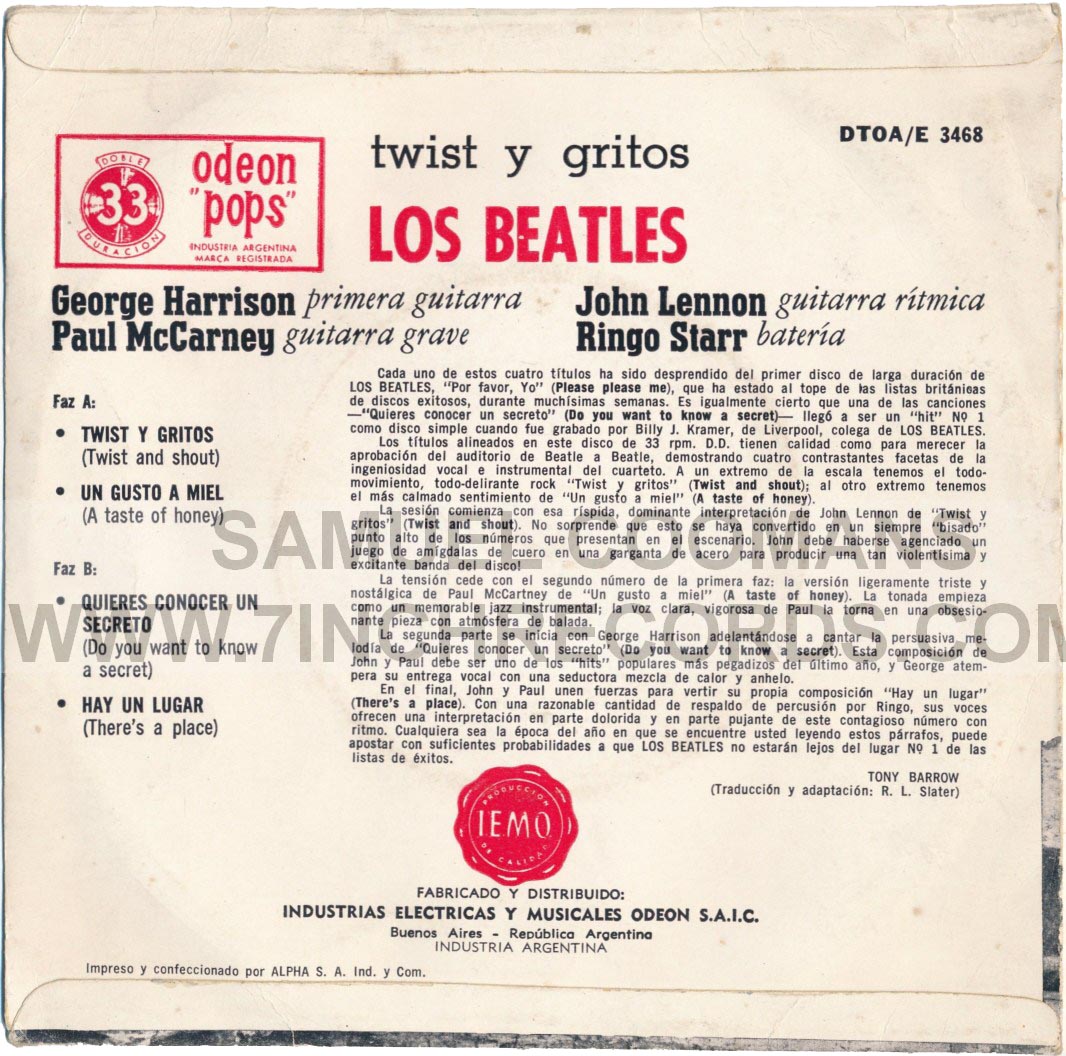 DTOA/E 3468
DOBLE
33
DURACION
odeon
"pops"
INDUSTRIA ARGENTINA
MARCA REGISTRADA
twist y gritos
LOS BEATLES
George Harrison primera guitarra
Paul McCarney guitarra grave
John Lennon guitarra rítmica
Ringo Starr batería
Faz A:
• TWIST Y GRITOS
(Twist and shout)
• UN GUSTO A MIEL
(A taste of honey)
Faz B:
• QUIERES CONOCER UN
SECRETO
(Do you want to know
a secret)
• HAY UN LUGAR
(There's a place)
Cada uno de estos cuatro títulos ha sido desprendido del primer disco de larga duración de
LOS BEATLES, "Por favor, Yo" (Please please me), que ha estado al tope de las listas británicas
de discos exitosos, durante muchísimas semanas. Es igualmente cierto que una de las canciones
—"Quieres conocer un secreto" (Do you want to know a secret)— llegó a ser un "hit" Nº 1
como disco simple cuando fue grabado por Billy J. Kramer, de Liverpool, colega de LOS BEATLES.
Los títulos alineados en este disco de 33 rpm. D.D. tienen calidad como para merecer la
aprobación del auditorio de Beatle a Beatle, demostrando cuatro contrastantes facetas de la
ingeniosidad vocal e instrumental del cuarteto. A un extremo de la escala tenemos el todo-
movimiento, todo-delirante rock "Twist y gritos" (Twist and shout); al otro extremo tenemos
el más calmado sentimiento de "Un gusto a miel" (A taste of honey).
La sesión comienza con esa ríspida, dominante interpretación de John Lennon de "Twist y
gritos" (Twist and shout). No sorprende que esto se haya convertido en un siempre "bisado"
punto alto de los números que presentan en el escenario. John debe haberse agenciado un
juego de amígdalas de cuero en una garganta de acero para producir una tan violentísima y
excitante banda del disco!
La tensión cede con el segundo número de la primera faz: la versión ligeramente triste y
nostálgica de Paul McCartney de "Un gusto a miel" (A taste of honey). La tonada empieza
como un memorable jazz instrumental; la voz clara, vigorosa de Paul la torna en una obsesio-
nante pieza con atmósfera de balada.
La segunda parte se inicia con George Harrison adelantándose a cantar la persuasiva me-
lodía de "Quieres conocer un secreto" (Do you want to know a secret). Esta composición de
John y Paul debe ser uno de los "hits" populares más pegadizos del último año, y George atem-
pera su entrega vocal con una seductora mezcla de calor y anhelo.
En el final, John y Paul unen fuerzas para vertir su propia composición "Hay un lugar"
(There's a place). Con una razonable cantidad de respaldo de percusión por Ringo, sus voces
ofrecen una interpretación en parte dolorida y en parte pujante de este contagioso número con
ritmo. Cualquiera sea la época del año en que se encuentre usted leyendo estos párrafos, puede
apostar con suficientes probabilidades a que LOS BEATLES no estarán lejos del lugar Nº 1 de las
listas de éxitos.
TONY BARROW
(Traducción y adaptación: R. L. Slater)
SAMUEL COOMANS
WWW.7INCHRECORDS.COM
PRODUCCION
IEMO
DE CALIDAD
FABRICADO Y DISTRIBUIDO:
INDUSTRIAS ELECTRICAS Y MUSICALES ODEON S.A.I.C.
Buenos Aires - República Argentina
INDUSTRIA ARGENTINA
Impreso y confeccionado por ALPHA S. A. Ind. y Com.